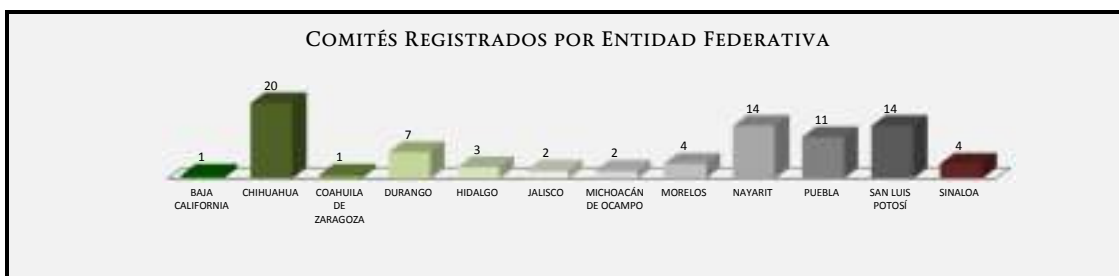 COMITÉS REGISTRADOS POR ENTIDAD FEDERATIVA
20
14
14
11
7
4
4
3
2
2
1
1
BAJA CALIFORNIA
CHIHUAHUA
COAHUILA DE ZARAGOZA
DURANGO
HIDALGO
JALISCO
MICHOACÁN DE OCAMPO
MORELOS
NAYARIT
PUEBLA
SAN LUIS POTOSÍ
SINALOA